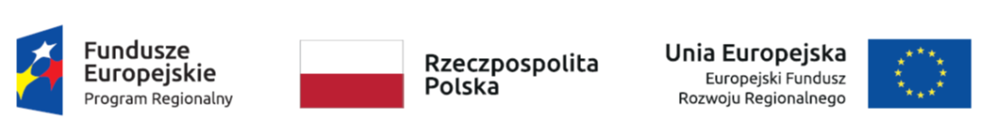 Fundusze
Europejskie
Program Regionalny
Rzeczpospolita
Polska
Unia Europejska
Europejski Fundusz
Rozwoju Regionalnego